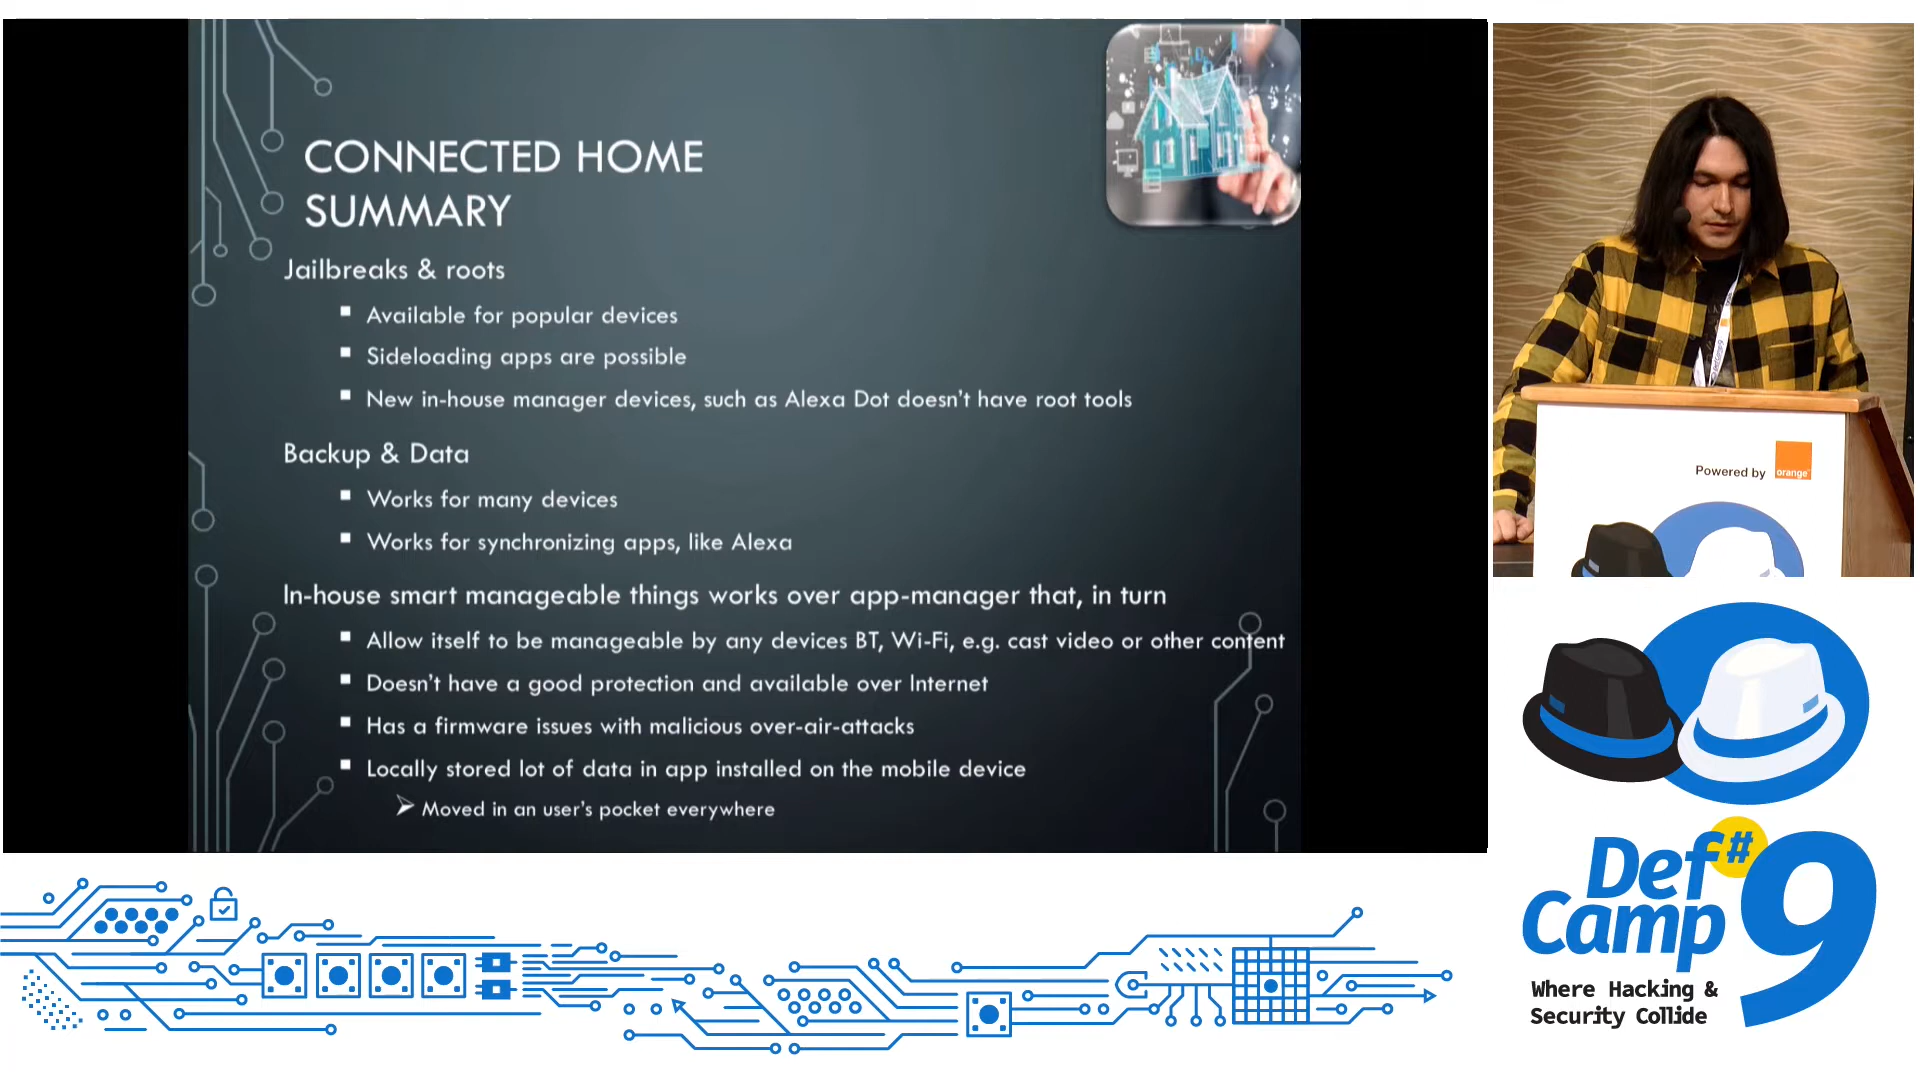 CONNECTED HOME
SUMMARY
Jailbreaks & roots
Available for popular devices
Sideloading apps are possible
New in-house manager devices, such as Alexa Dot doesn't have root tools
Backup & Data
Works for many devices
Works for synchronizing apps, like Alexa
In-house smart manageable things works over app-manager that, in turn
Allow itself to be manageable by any devices BT, Wi-Fi, e.g. cast video or other content
Doesn't have a good protection and available over Internet
Has a firmware issues with malicious over-air-attacks
Locally stored lot of data in app installed on the mobile device
Moved in an user's pocket everywhere
Powered by
orange
Def
Camp
#9
Where Hacking &
Security Collide